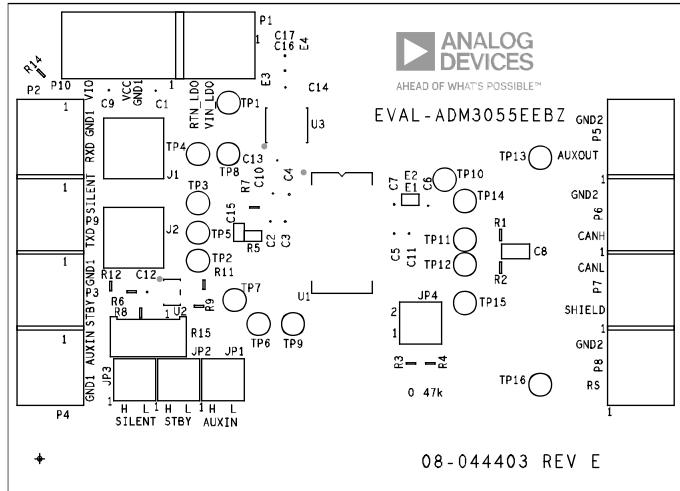 P1
C17
C16
E4
ANALOG
DEVICES
AHEAD OF WHAT'S POSSIBLE™
R14
P2
P10
1
1
VIO
C9
VCC
GND1
C1
RTN_LDO
VIN_LDO
TP1
E3
C14
U3
EVAL-ADM3055EEBZ
GND2
P5
GND1
RXD
TP4
TP8
C13
C10
C4
TP13
AUXOUT
J1
TP3
R7
C7
E2
E1
C6
TP10
TP14
SILENT
1
P9
1
GND2
P6
TXD
J2
C15
TP5
R5
C2
C3
C5
C11
TP11
R1
C8
CANH
TP2
TP12
R2
CANL
GND1
1
R12
C12
R11
1
P7
P3
R6
R8
U2
1
R9
TP7
U1
JP4
2
1
TP15
SHIELD
STBY
AUXIN
R15
TP6
TP9
1
1
GND2
JP3
JP2
JP1
R3
R4
P8
RS
TP16
GND1
P4
0 47k
1
1
1
1
H L H L H L
SILENT STBY AUXIN
08-044403 REV E